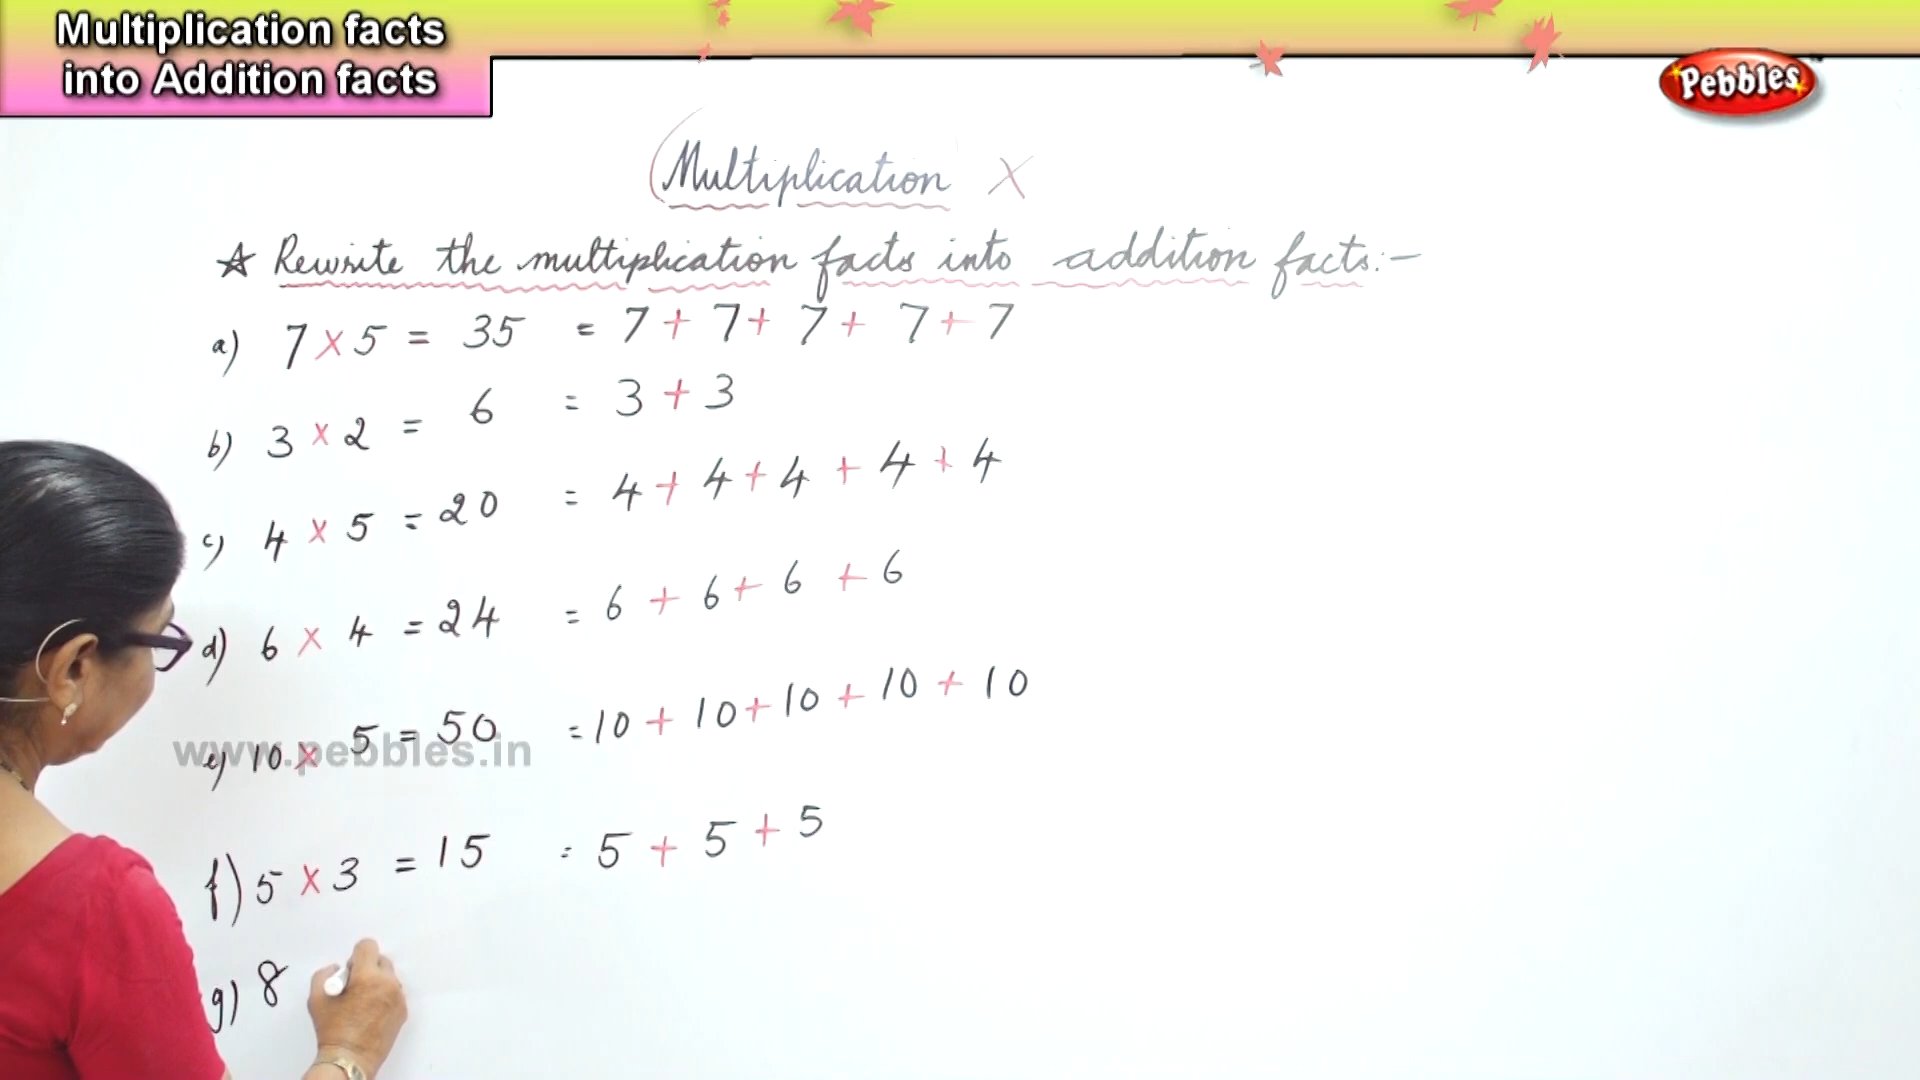 Multiplication facts
into Addition facts
Pebbles
Multiplication X
☆ Rewrite the multiplication facts into addition facts:-
a) 7 x 5 = 35 = 7 + 7 + 7 + 7 + 7
b) 3 x 2 = 6 = 3 + 3
c) 4 x 5 = 20 = 4 + 4 + 4 + 4 + 4
d) 6 x 4 = 24 = 6 + 6 + 6 + 6
e) 10 x 5 = 50 = 10 + 10 + 10 + 10 + 10
www.pebbles.in
f) 5 x 3 = 15 = 5 + 5 + 5
g) 8